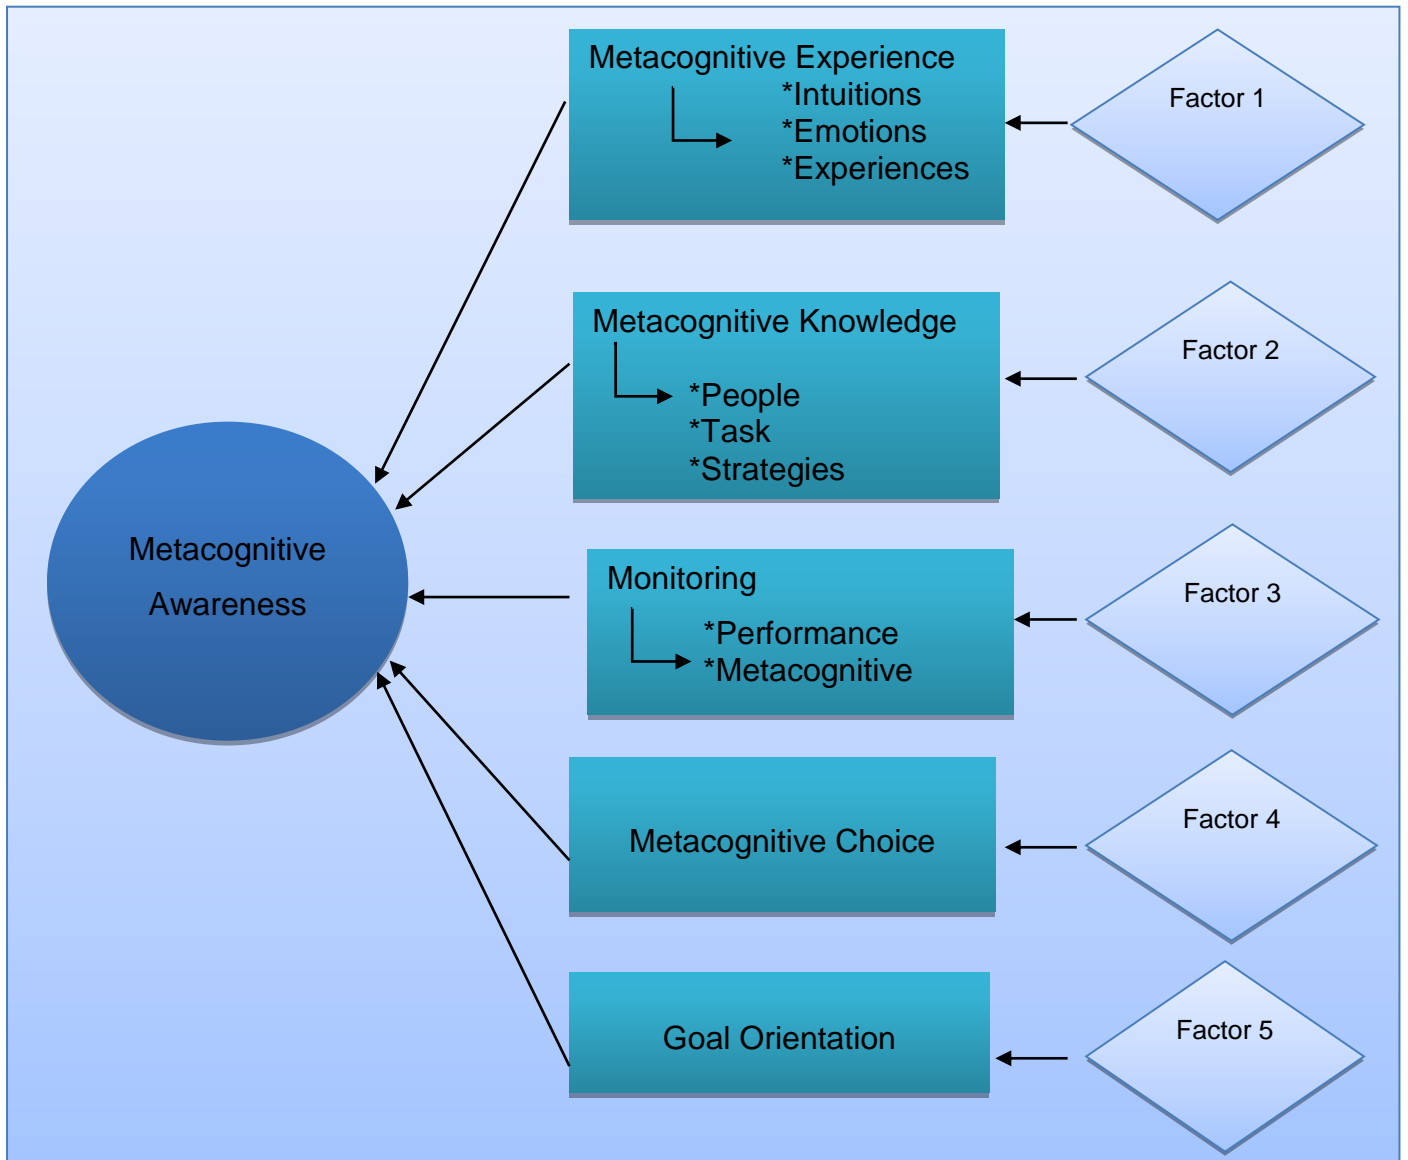 Metacognitive Experience
*Intuitions
*Emotions
*Experiences
Factor 1
Metacognitive Knowledge
*People
*Task
*Strategies
Factor 2
Metacognitive
Awareness
Monitoring
*Performance
*Metacognitive
Factor 3
Metacognitive Choice
Factor 4
Goal Orientation
Factor 5